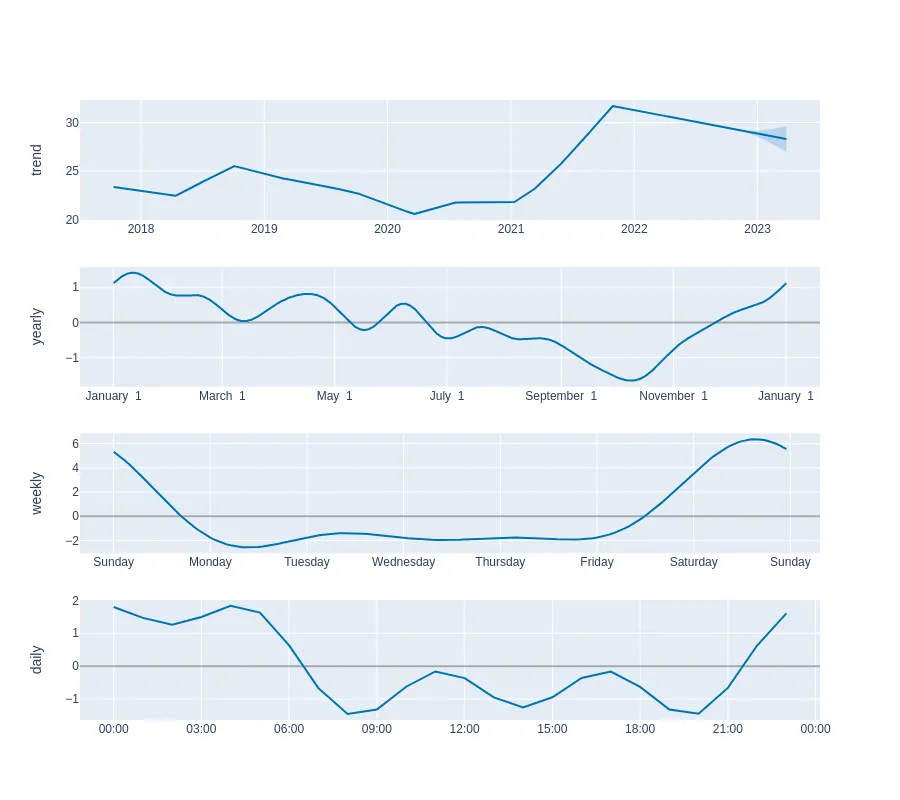 trend
30
25
20
2018 2019 2020 2021 2022 2023
yearly
1
0
−1
January 1 March 1 May 1 July 1 September 1 November 1 January 1
weekly
6
4
2
0
−2
Sunday Monday Tuesday Wednesday Thursday Friday Saturday Sunday
daily
2
1
0
−1
00:00 03:00 06:00 09:00 12:00 15:00 18:00 21:00 00:00